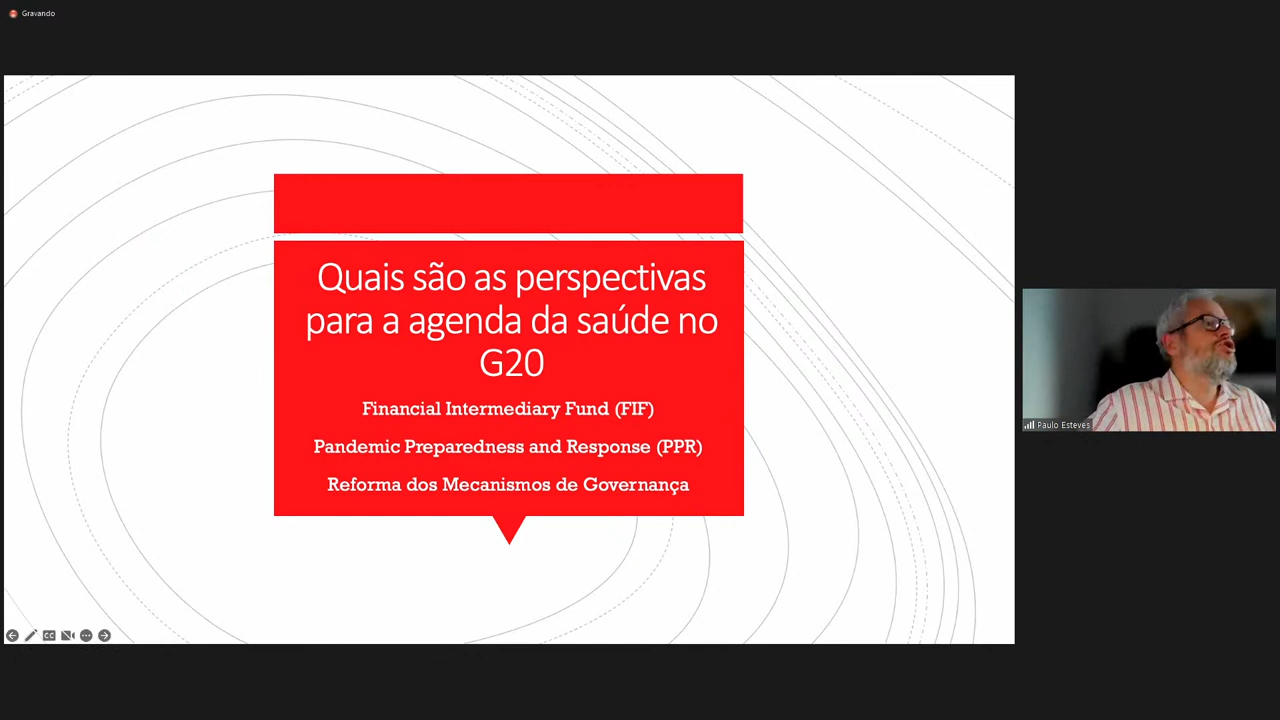 Gravando
Quais são as perspectivas
para a agenda da saúde no
G20
Financial Intermediary Fund (FIF)
Pandemic Preparedness and Response (PPR)
Reforma dos Mecanismos de Governança
Paulo Esteves
CC